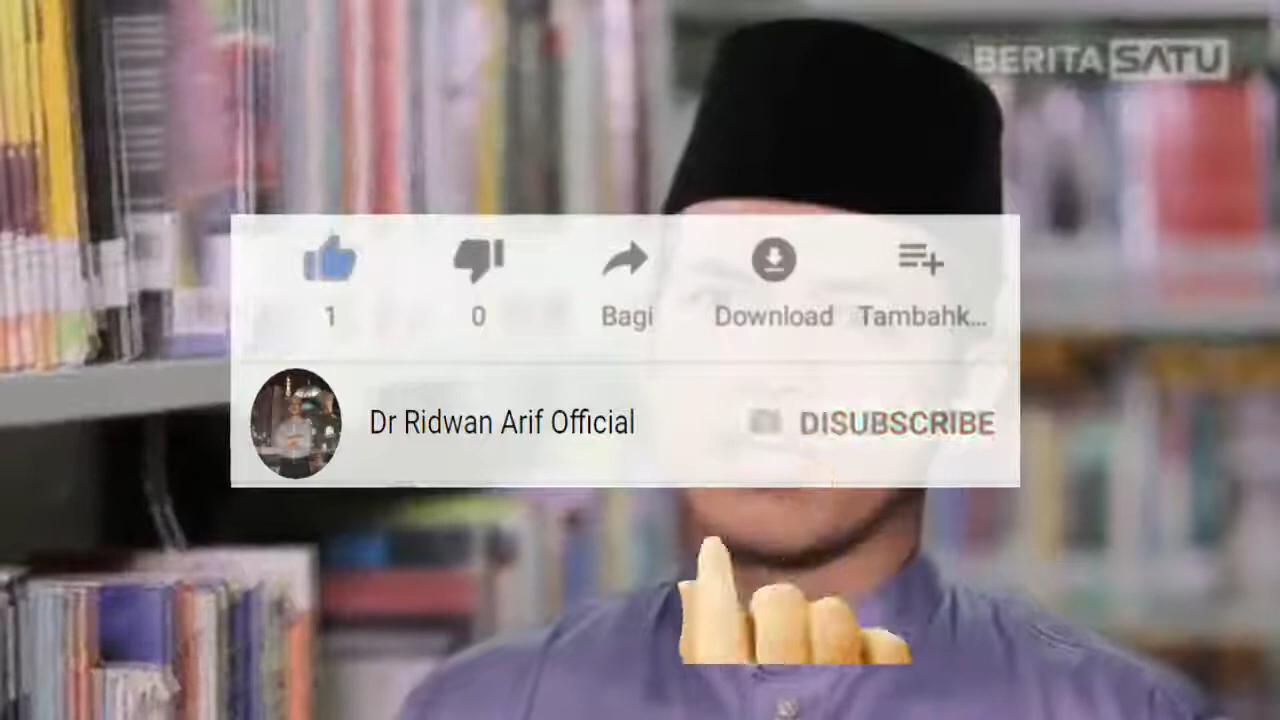 BERITA SATU
1 0 Bagi Download Tambahk...
Dr Ridwan Arif Official DISUBSCRIBE